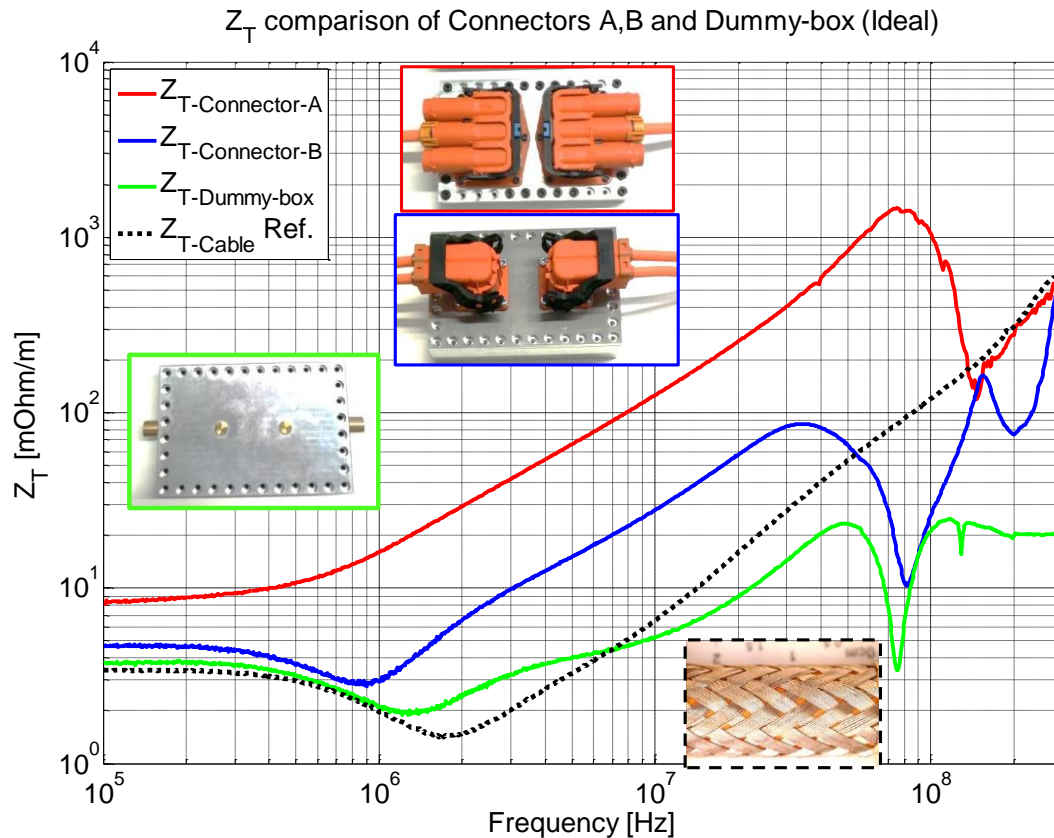 Z_T comparison of Connectors A,B and Dummy-box (Ideal)
Z_T-Connector-A
Z_T-Connector-B
Z_T-Dummy-box
Z_T-Cable Ref.
Z_T [mOhm/m]
10^4
10^3
10^2
10^1
10^0
10^5
10^6
10^7
10^8
Frequency [Hz]
2
1